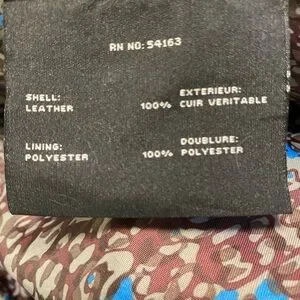 RN NO: 54163
SHELL: EXTERIEUR:
LEATHER 100% CUIR VERITABLE
LINING: DOUBLURE:
POLYESTER 100% POLYESTER